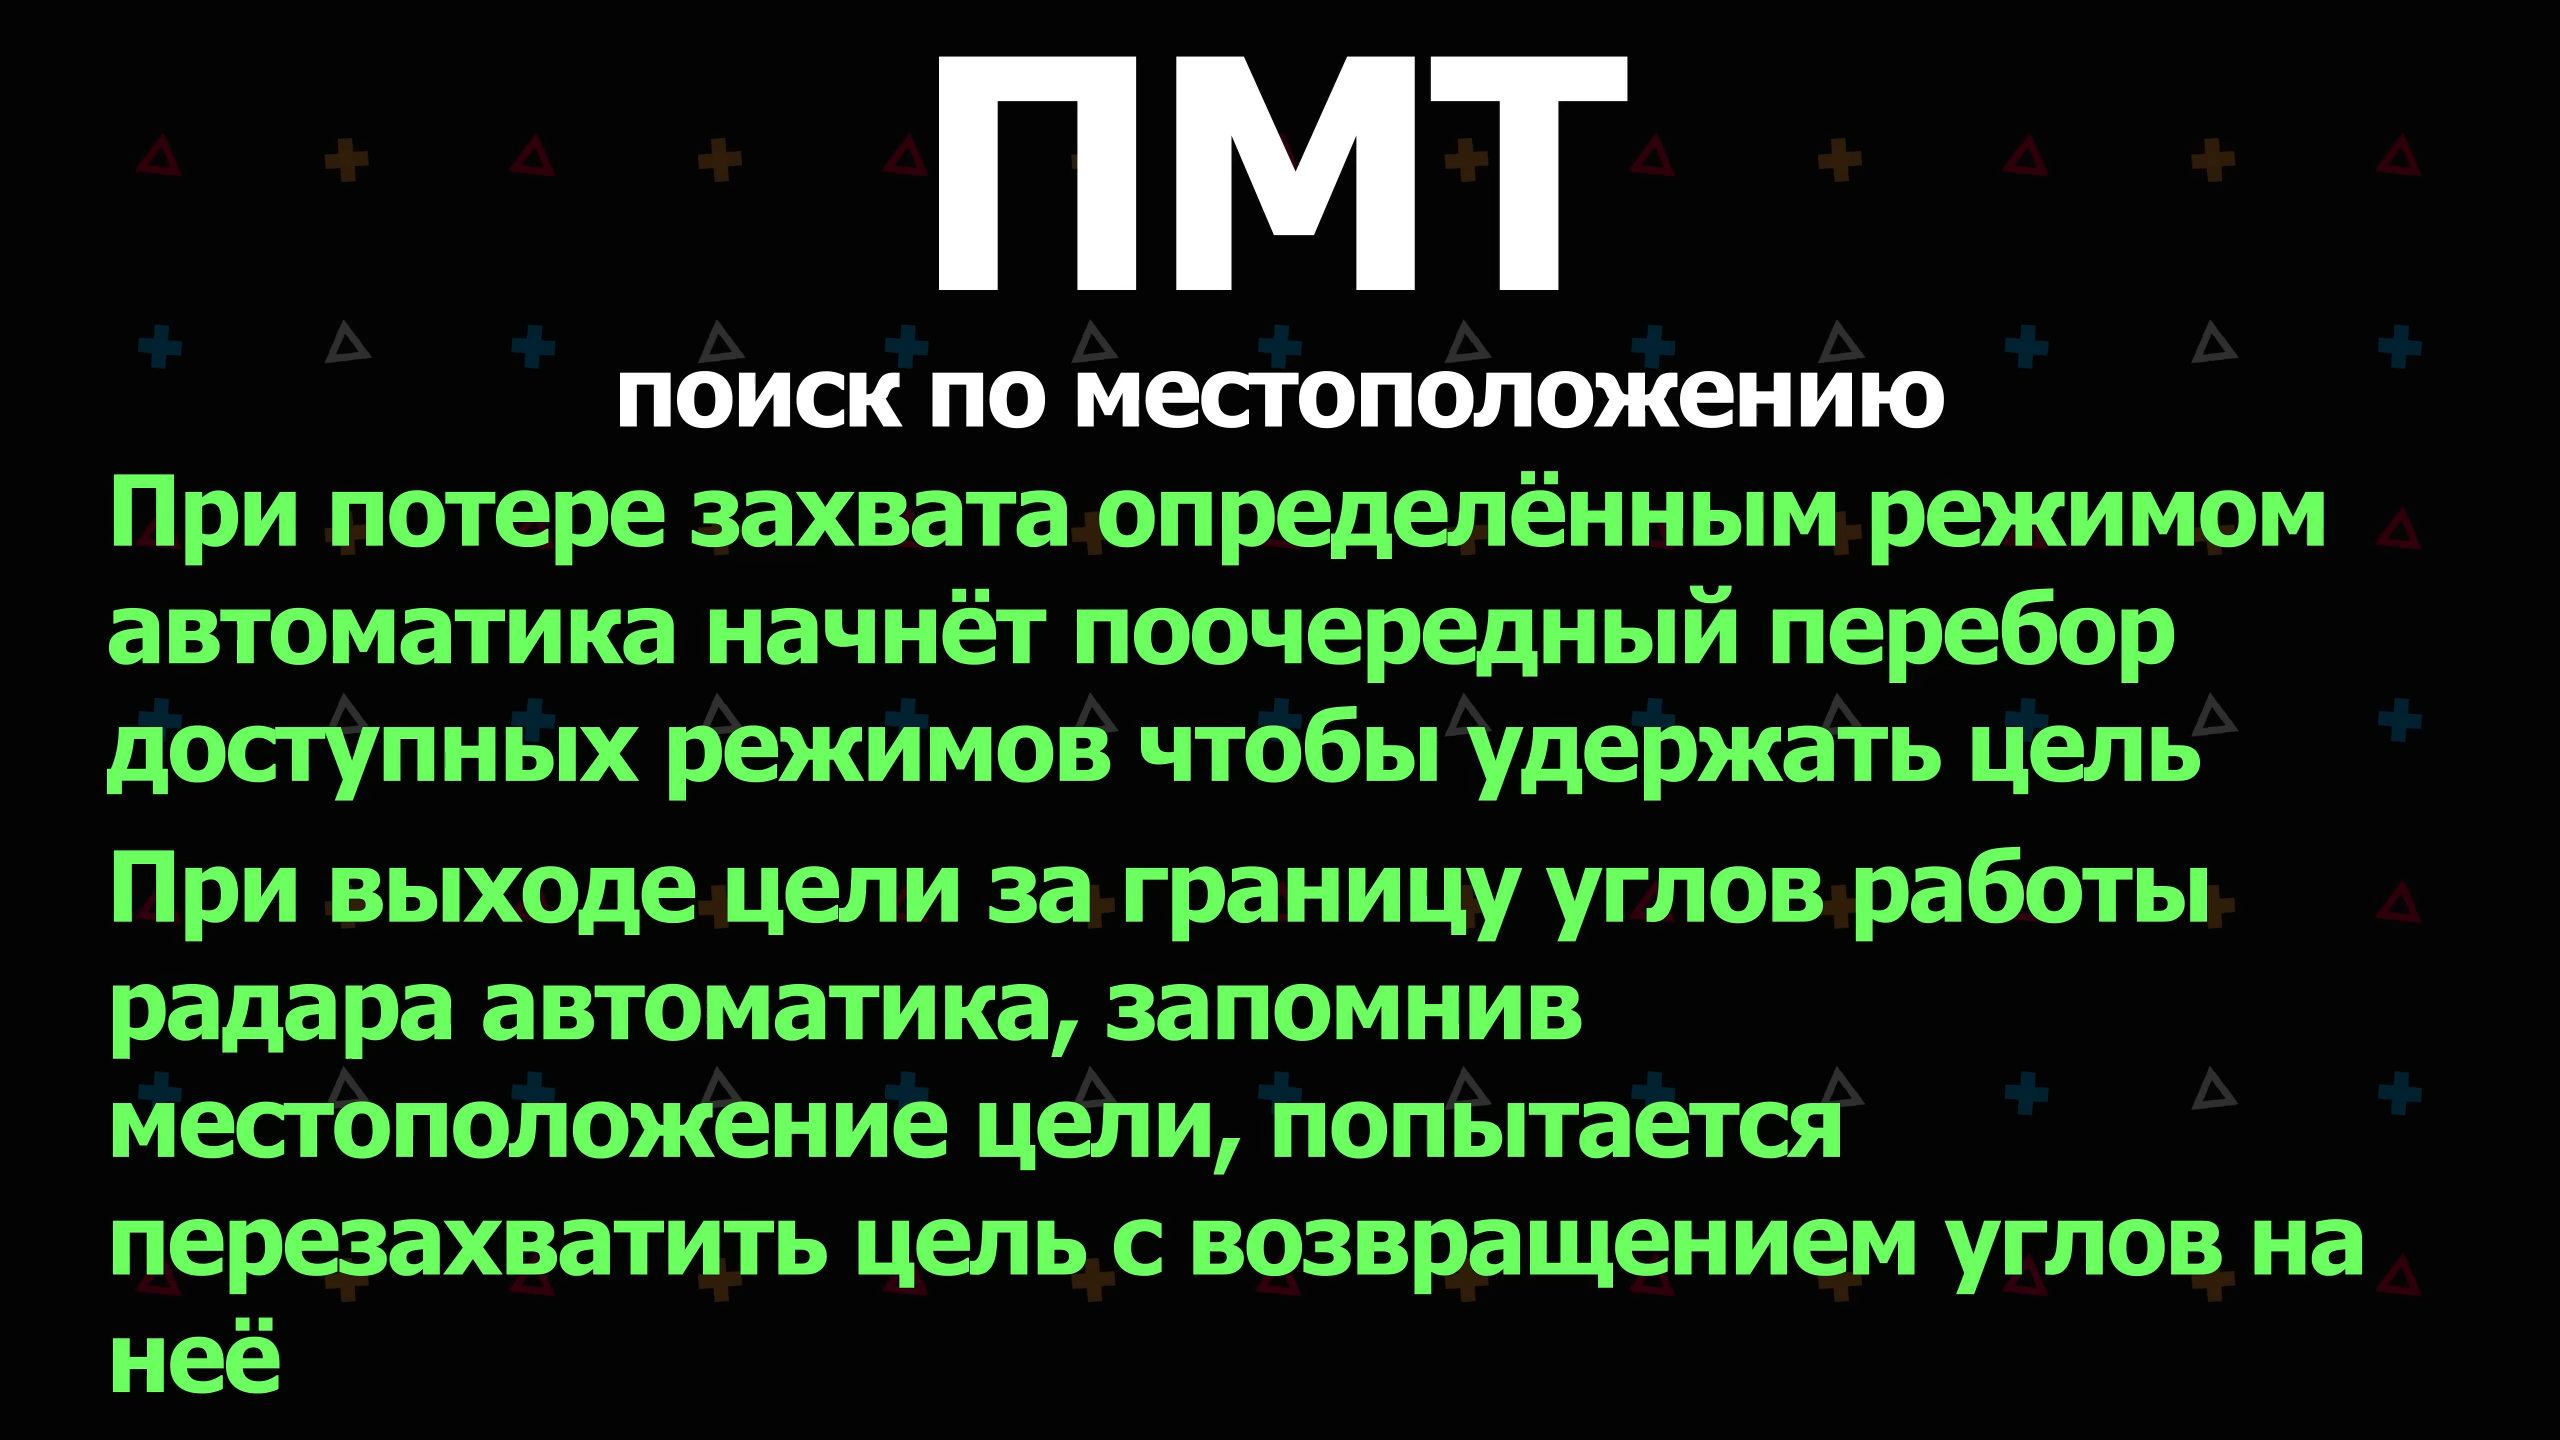 ПМТ
поиск по местоположению
При потере захвата определённым режимом
автоматика начнёт поочередный перебор
доступных режимов чтобы удержать цель
При выходе цели за границу углов работы
радара автоматика, запомнив
местоположение цели, попытается
перезахватить цель с возвращением углов на
неё